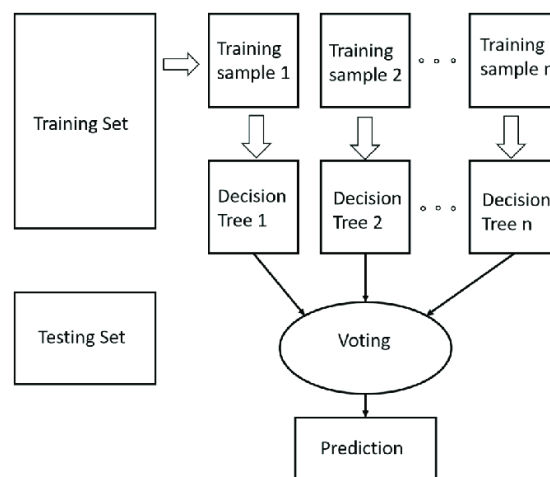 Training Set
Training
sample 1
Training
sample 2
Training
sample n
Decision
Tree 1
Decision
Tree 2
Decision
Tree n
Testing Set
Voting
Prediction